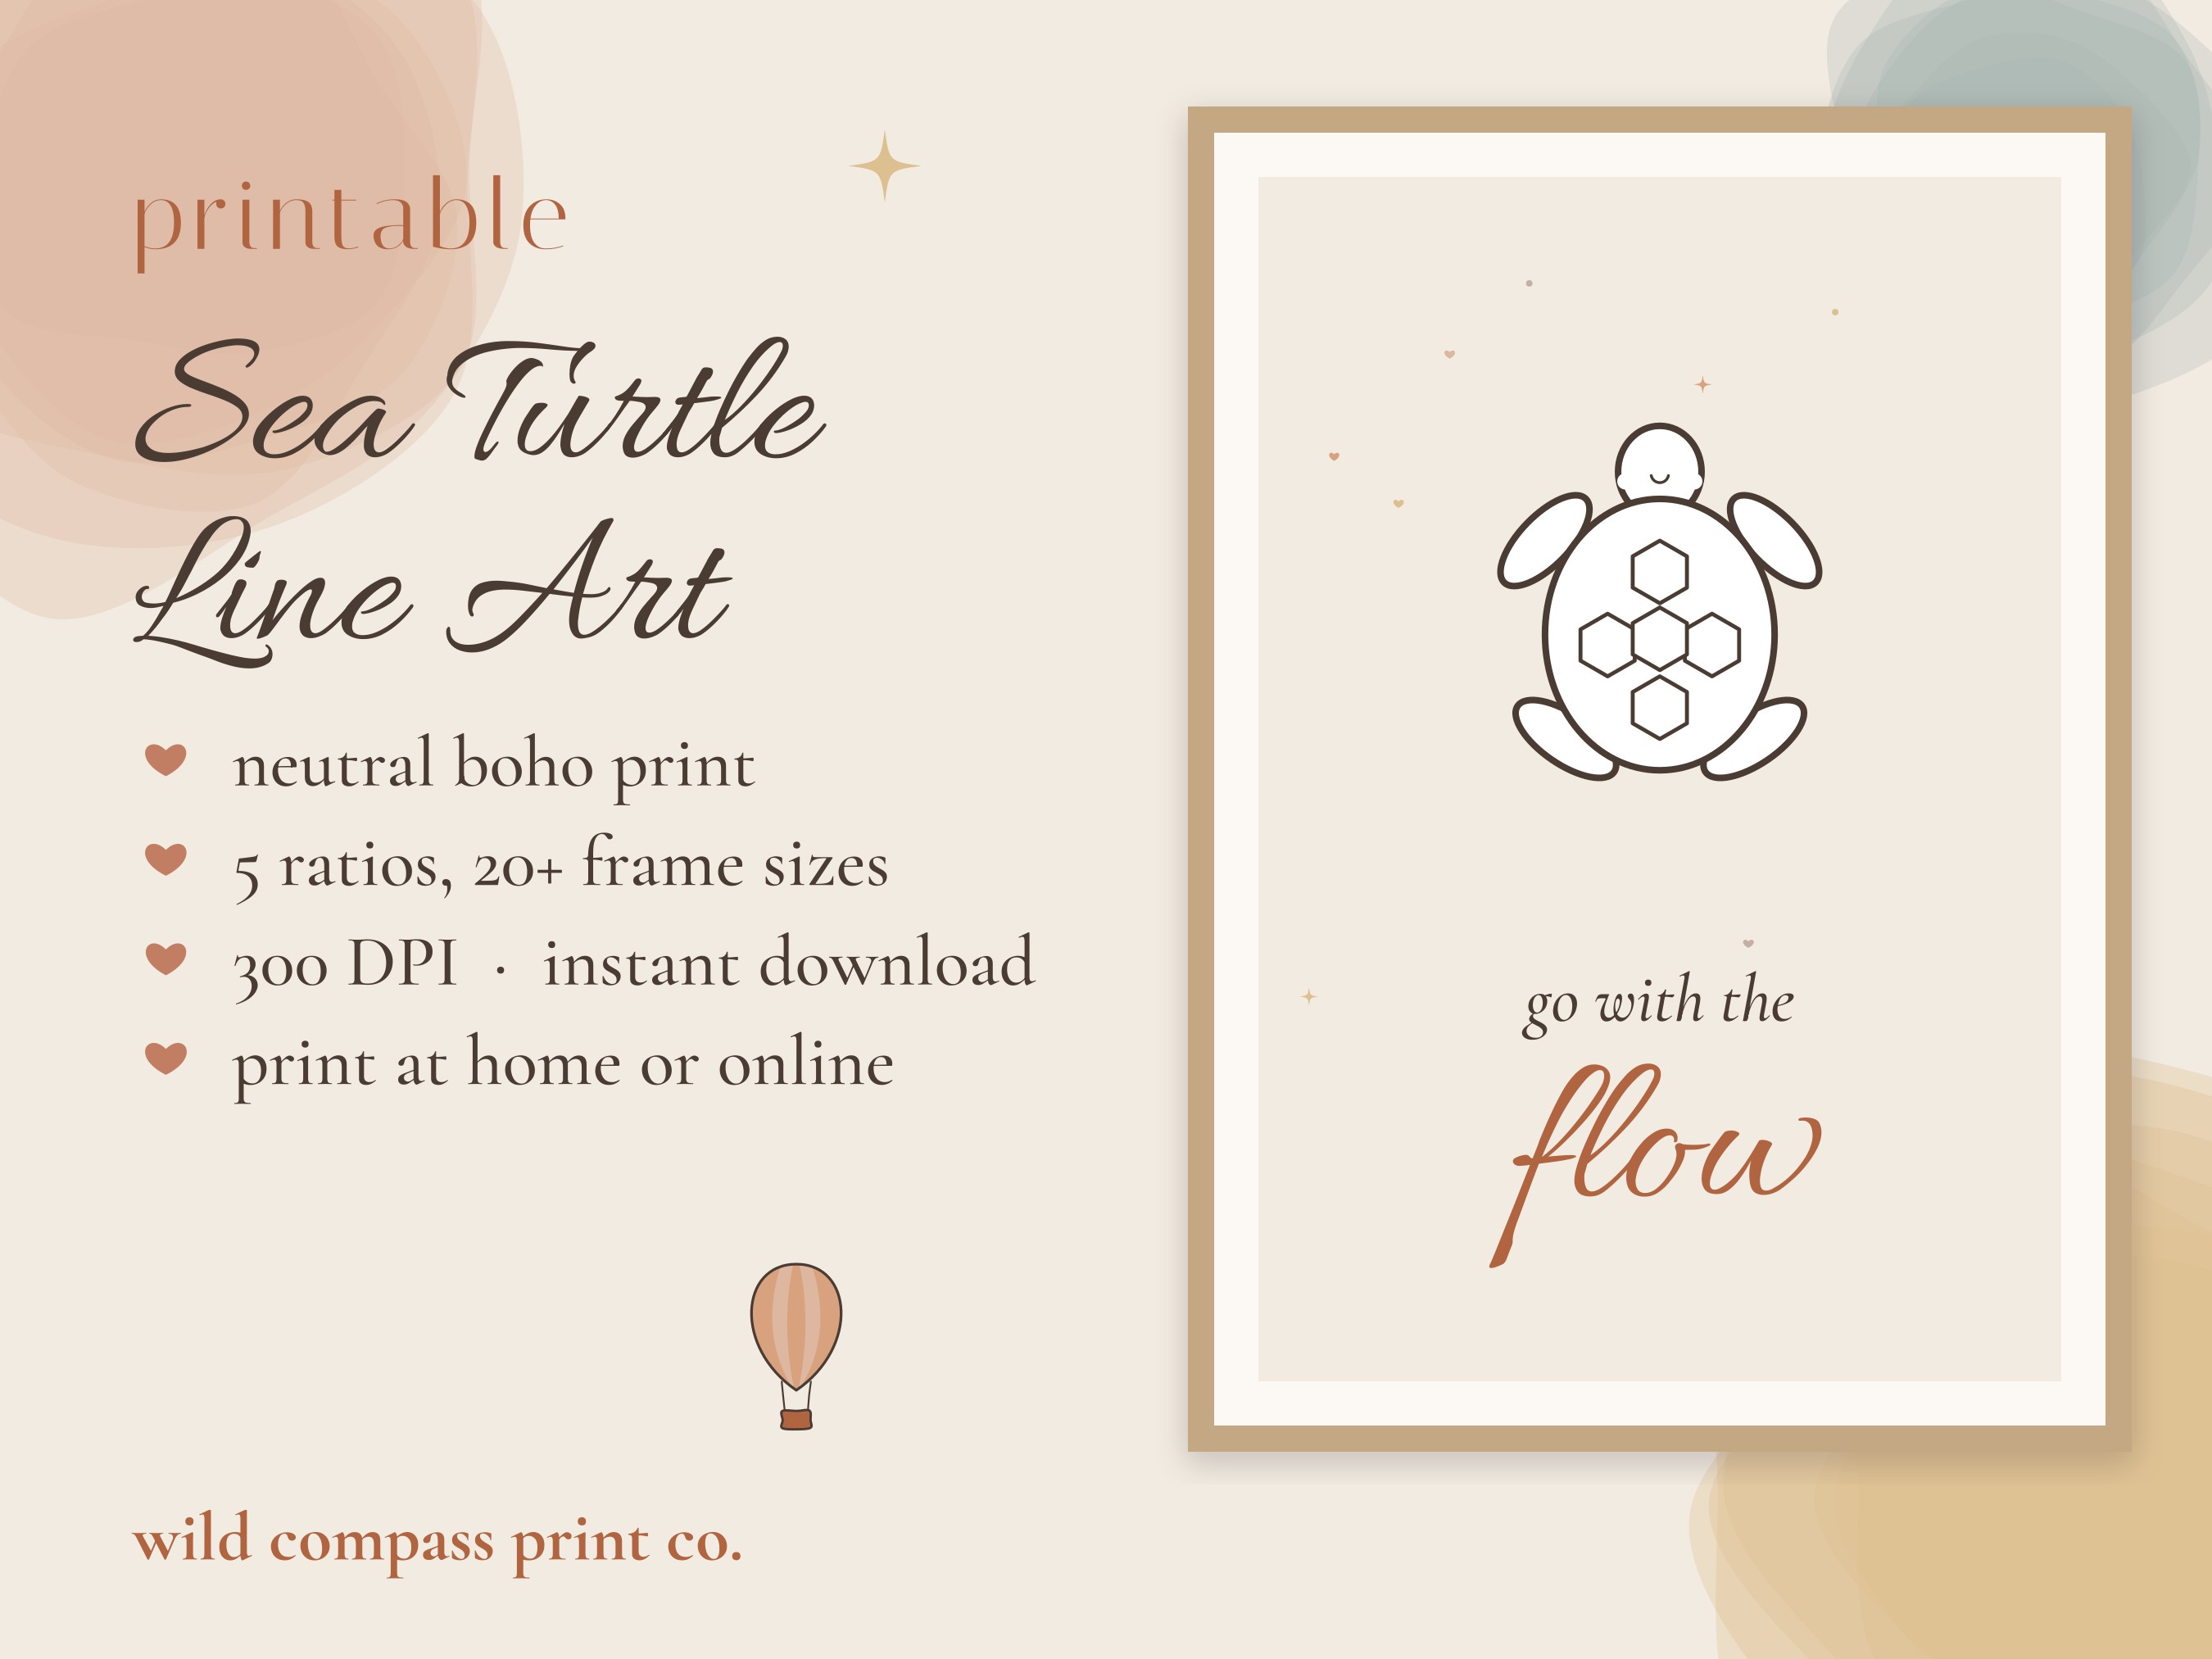 printable
Sea Turtle
Line Art
neutral boho print
5 ratios, 20+ frame sizes
300 DPI · instant download
print at home or online
wild compass print co.
go with the
flow